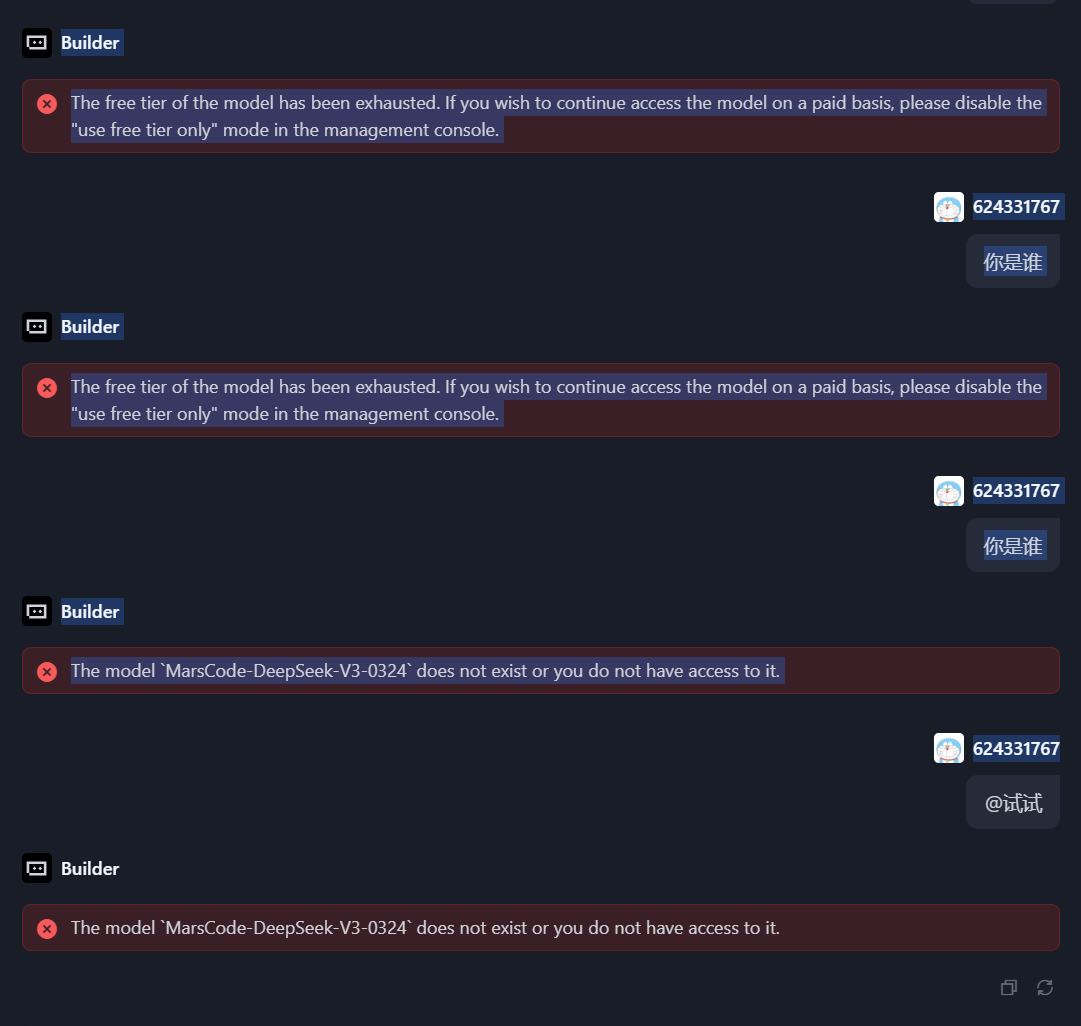 Builder
The free tier of the model has been exhausted. If you wish to continue access the model on a paid basis, please disable the
"use free tier only" mode in the management console.
624331767
你是谁
Builder
The free tier of the model has been exhausted. If you wish to continue access the model on a paid basis, please disable the
"use free tier only" mode in the management console.
624331767
你是谁
Builder
The model `MarsCode-DeepSeek-V3-0324` does not exist or you do not have access to it.
624331767
@试试
Builder
The model `MarsCode-DeepSeek-V3-0324` does not exist or you do not have access to it.